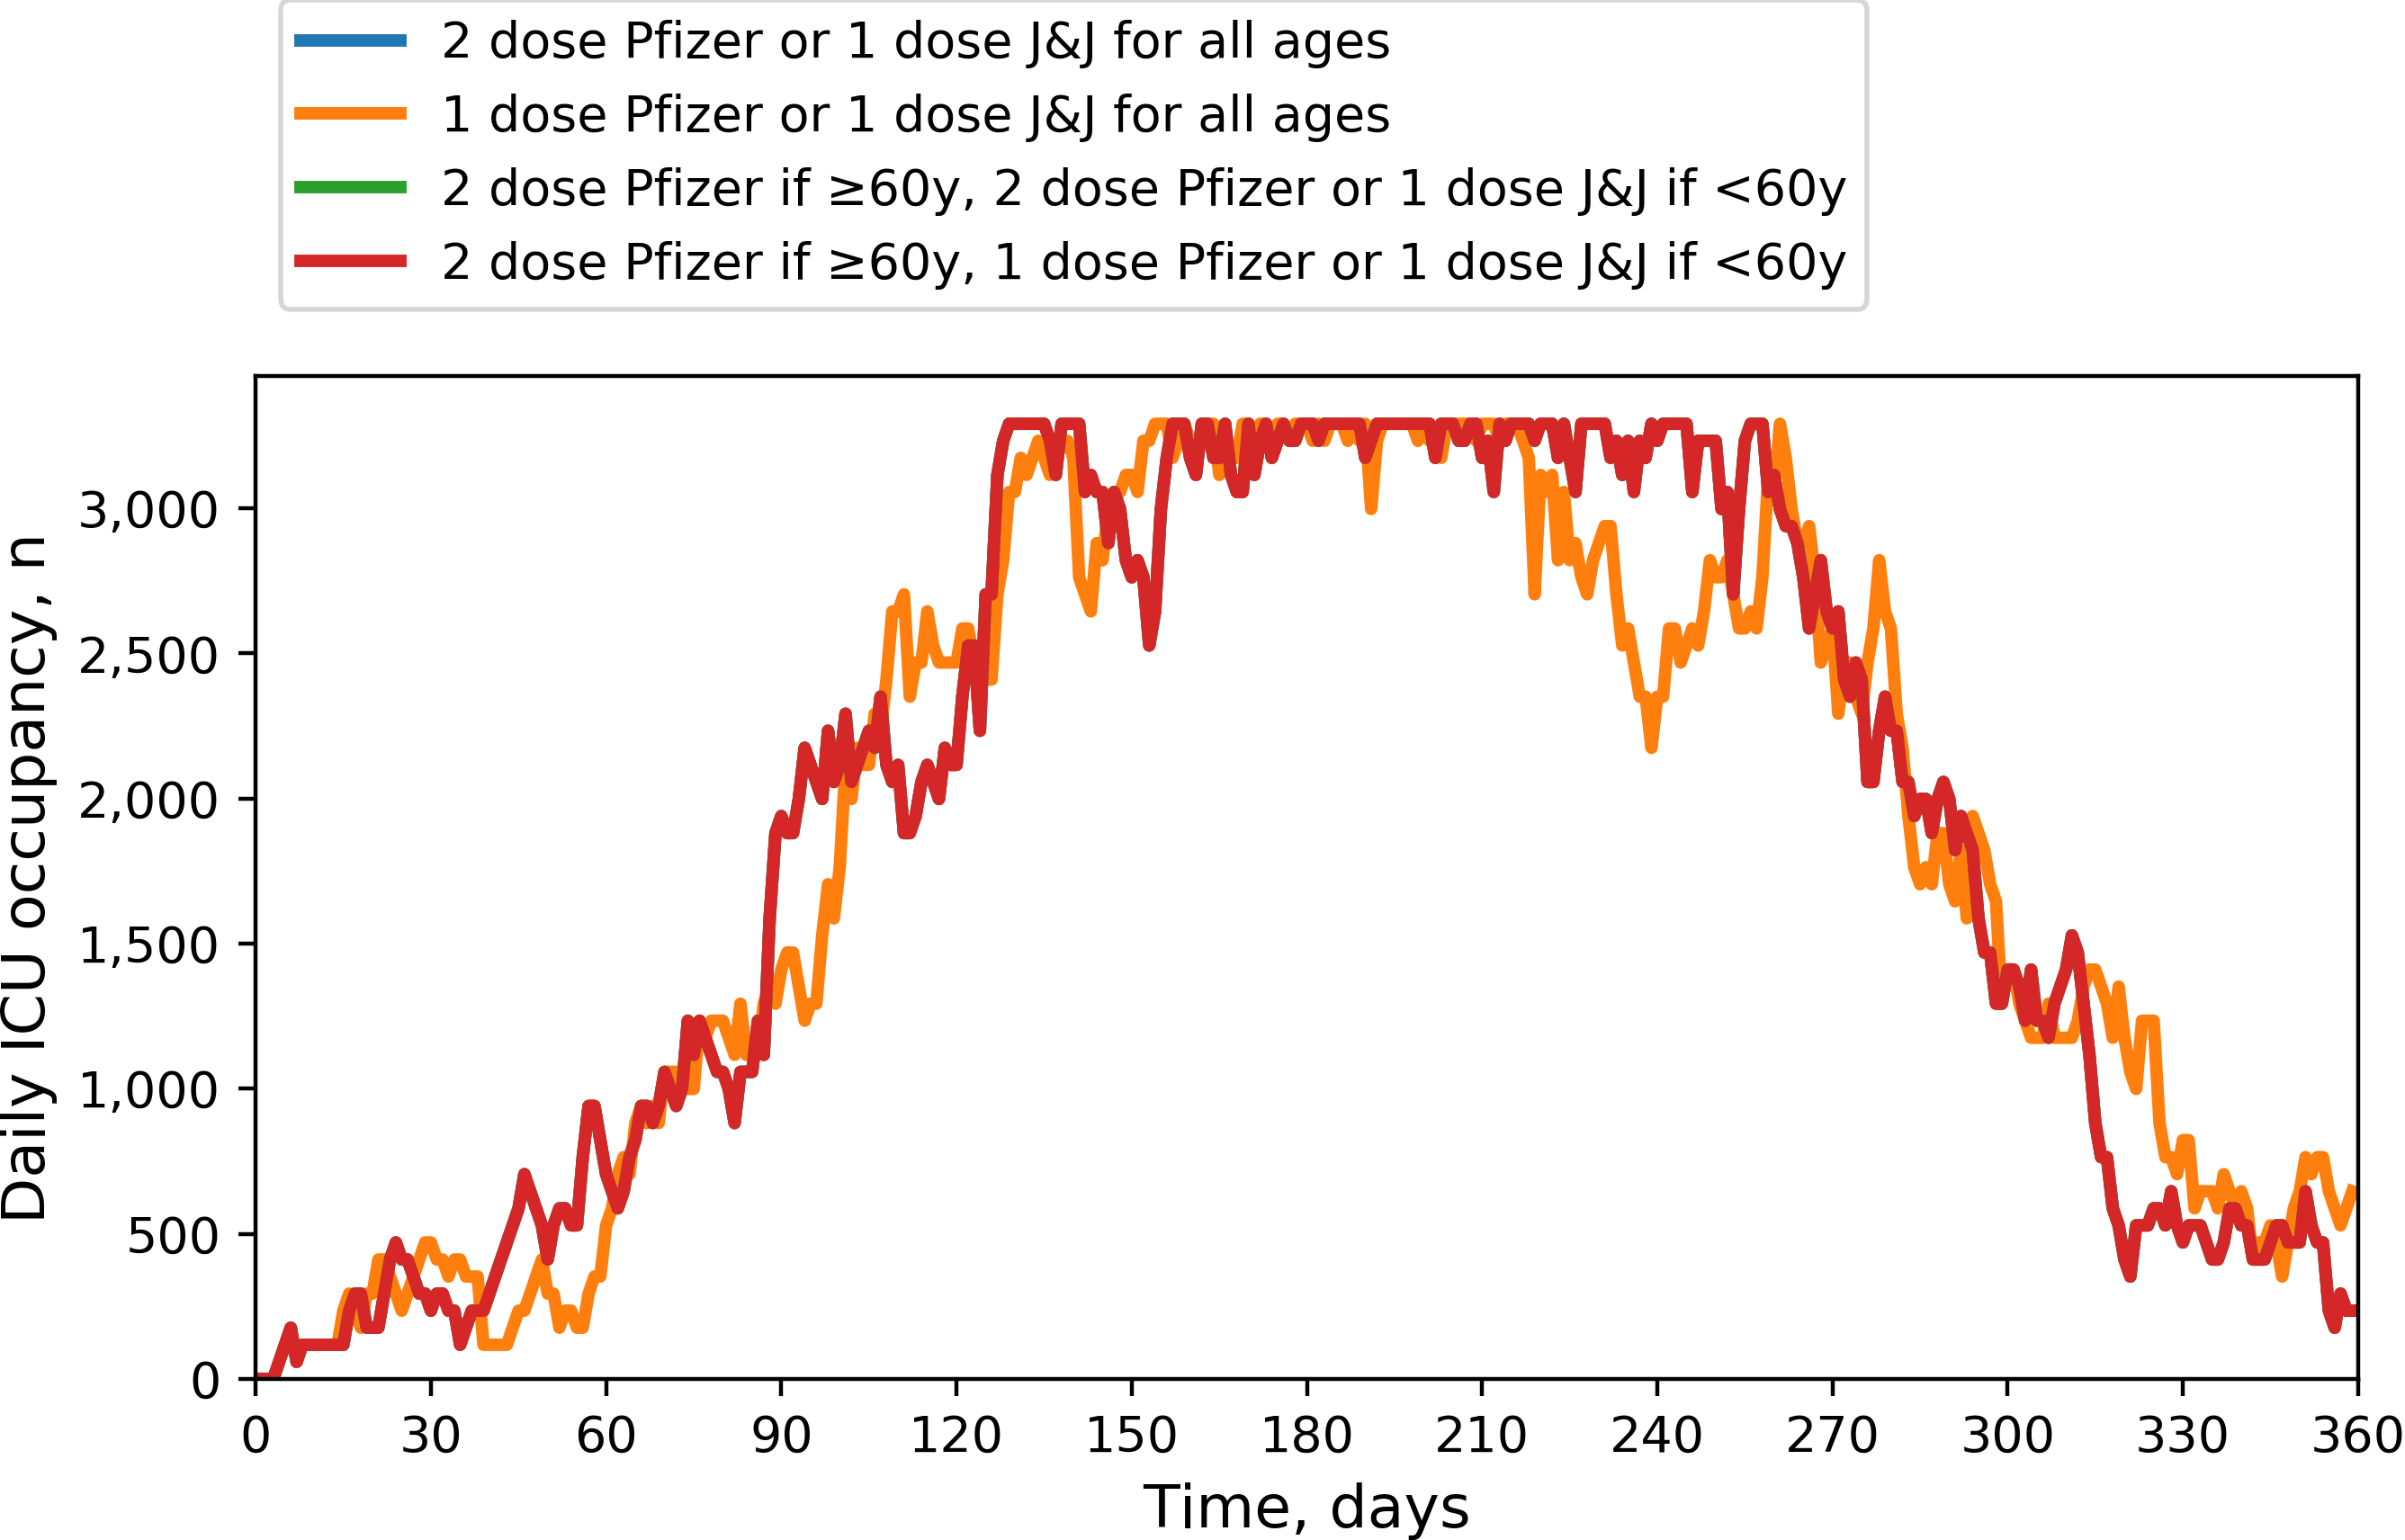 2 dose Pfizer or 1 dose J&J for all ages
1 dose Pfizer or 1 dose J&J for all ages
2 dose Pfizer if ≥60y, 2 dose Pfizer or 1 dose J&J if <60y
2 dose Pfizer if ≥60y, 1 dose Pfizer or 1 dose J&J if <60y
Daily ICU occupancy, n
3,000
2,500
2,000
1,500
1,000
500
0
0 30 60 90 120 150 180 210 240 270 300 330 360
Time, days